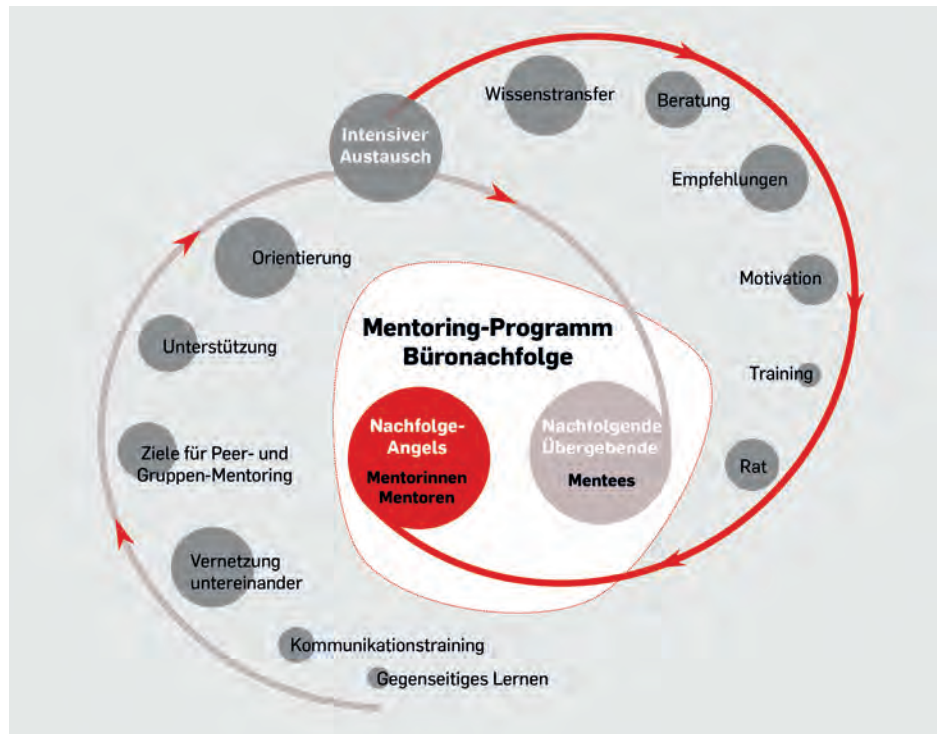 Wissenstransfer
Beratung
Intensiver
Austausch
Empfehlungen
Orientierung
Motivation
Mentoring-Programm
Büronachfolge
Unterstützung
Training
Nachfolge-
Angels
Mentorinnen
Mentoren
Nachfolgende
Übergebende
Mentees
Ziele für Peer- und
Gruppen-Mentoring
Rat
Vernetzung
untereinander
Kommunikationstraining
Gegenseitiges Lernen